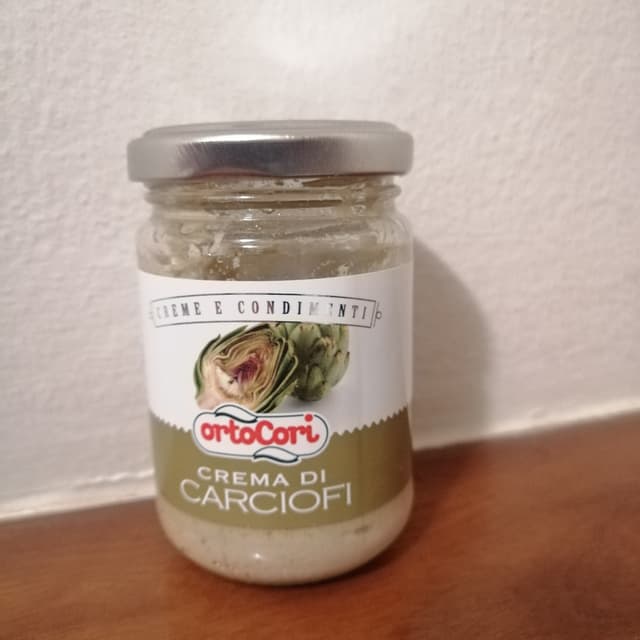 CREME E CONDIMENTI
ortoCori
CREMA DI
CARCIOFI